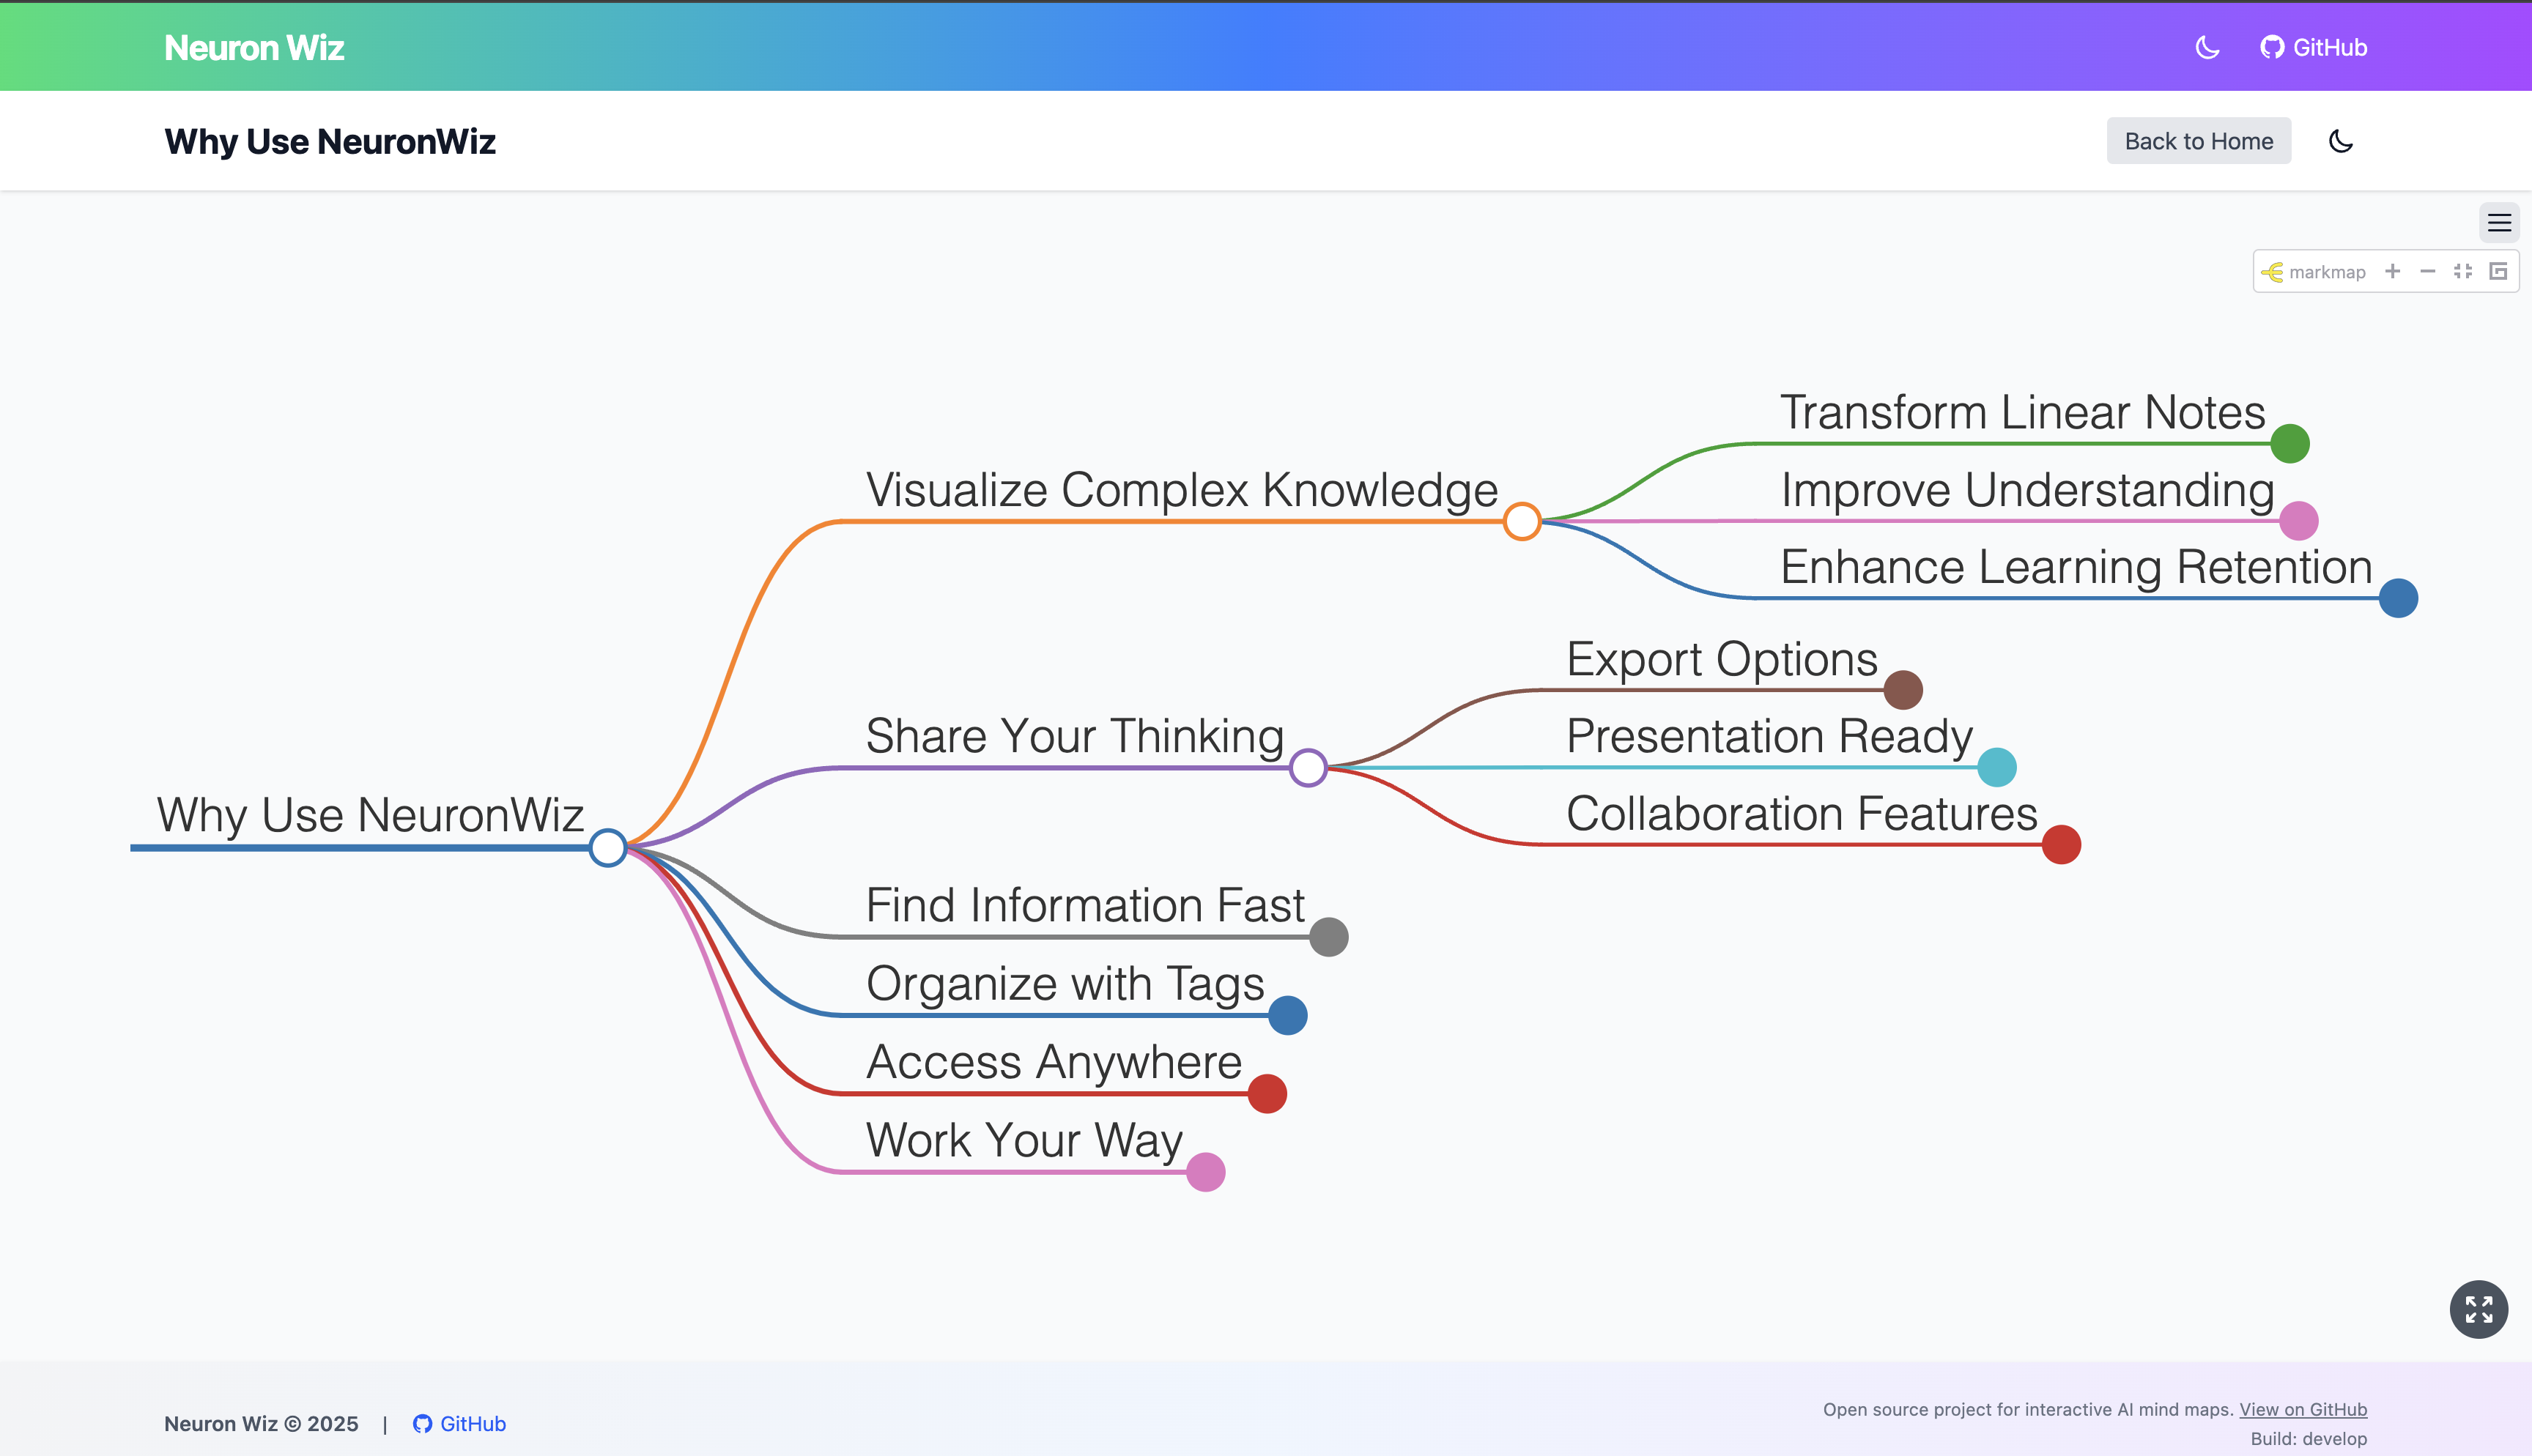 Neuron Wiz
GitHub
Why Use NeuronWiz
Back to Home
markmap
Why Use NeuronWiz
Visualize Complex Knowledge
Transform Linear Notes
Improve Understanding
Enhance Learning Retention
Share Your Thinking
Export Options
Presentation Ready
Collaboration Features
Find Information Fast
Organize with Tags
Access Anywhere
Work Your Way
Neuron Wiz © 2025 | GitHub
Open source project for interactive AI mind maps. View on GitHub
Build: develop